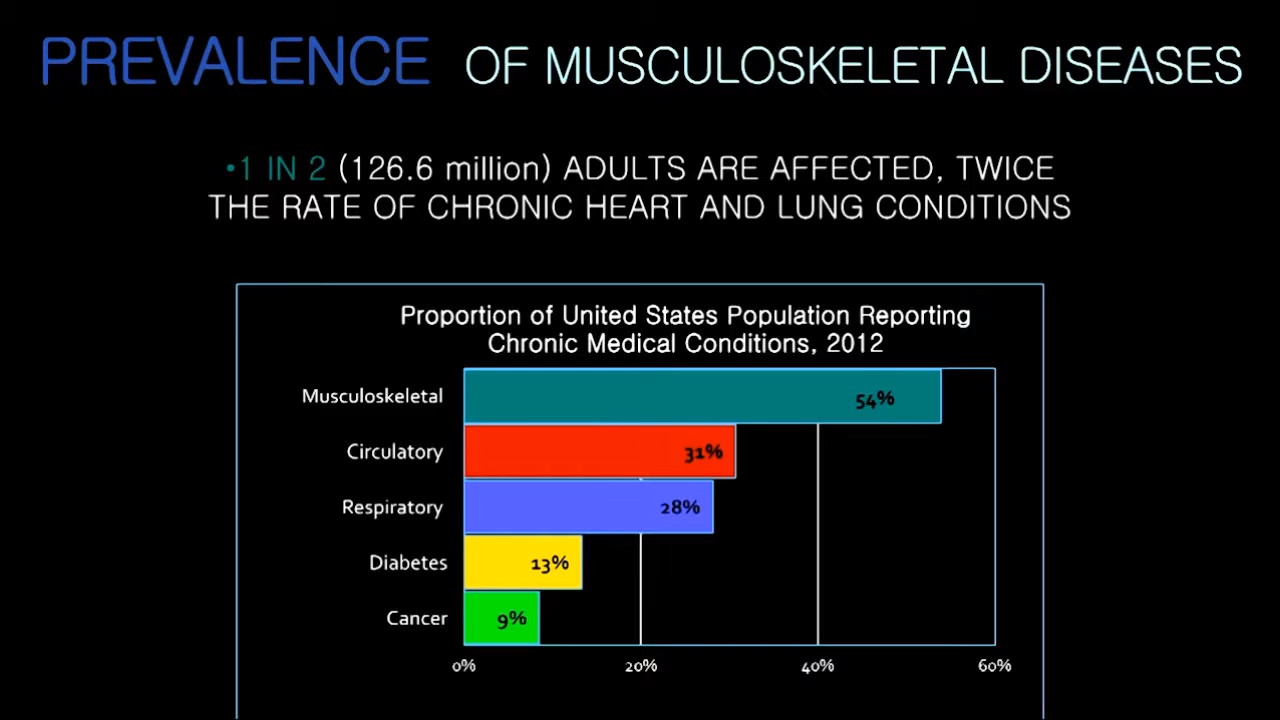 PREVALENCE OF MUSCULOSKELETAL DISEASES
•1 IN 2 (126.6 million) ADULTS ARE AFFECTED, TWICE
THE RATE OF CHRONIC HEART AND LUNG CONDITIONS
Proportion of United States Population Reporting
Chronic Medical Conditions, 2012
Musculoskeletal 54%
Circulatory 31%
Respiratory 28%
Diabetes 13%
Cancer 9%
0% 20% 40% 60%